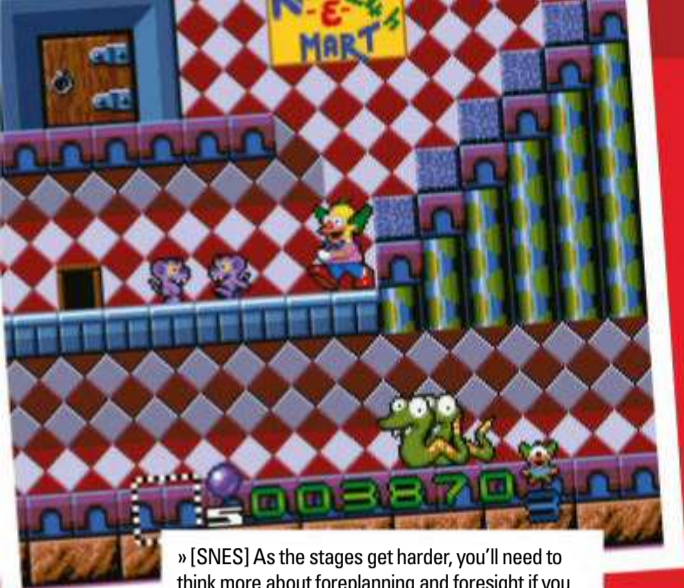 -E-
MART
5 003870 3
» [SNES] As the stages get harder, you'll need to
think more about foreplanning and foresight if you